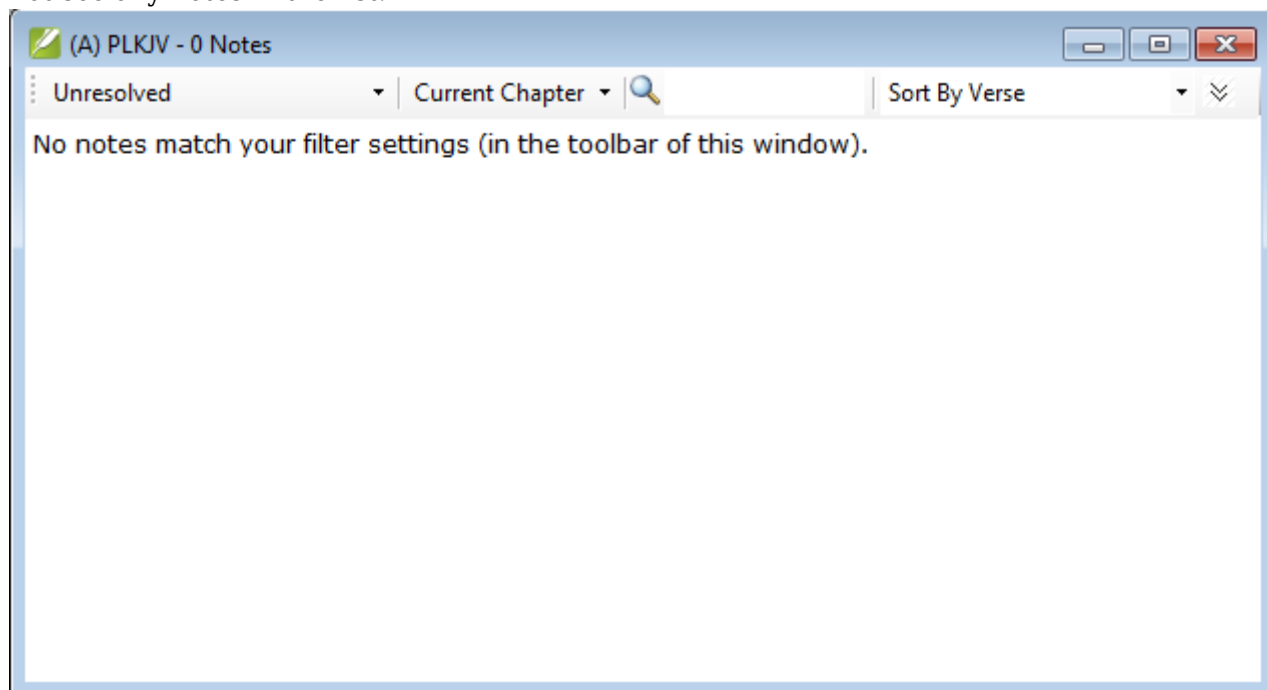 (A) PLKJV - 0 Notes
Unresolved Current Chapter Sort By Verse
No notes match your filter settings (in the toolbar of this window).